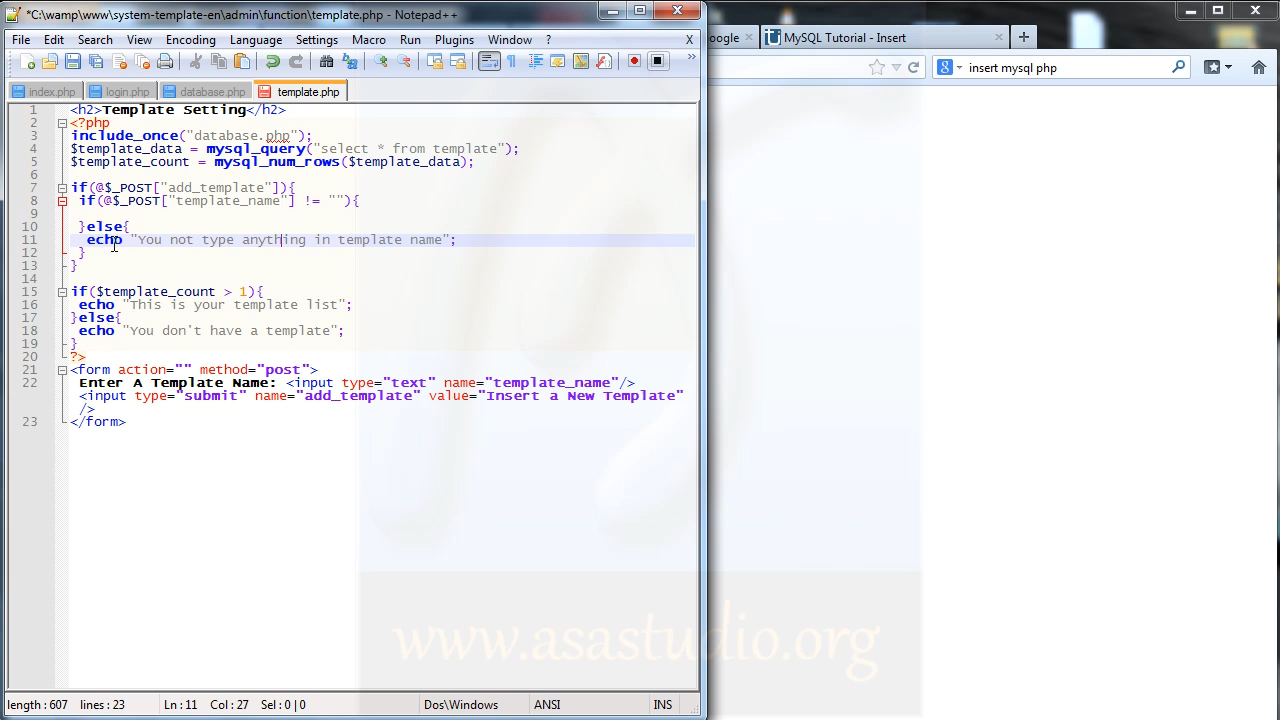 *C:\wamp\www\system-template-en\admin\function\template.php - Notepad++
File Edit Search View Encoding Language Settings Macro Run Plugins Window ? X
index.php login.php database.php template.php
1 <h2>Template Setting</h2>
2 <?php
3 include_once("database.php");
4 $template_data = mysql_query("select * from template");
5 $template_count = mysql_num_rows($template_data);
6
7 if(@$_POST["add_template"]){
8 if(@$_POST["template_name"] != ""){
9
10 }else{
11 echo "You not type anything in template name";
12 }
13 }
14
15 if($template_count > 1){
16 echo "This is your template list";
17 }else{
18 echo "You don't have a template";
19 }
20 ?>
21 <form action="" method="post">
22 Enter A Template Name: <input type="text" name="template_name"/>
<input type="submit" name="add_template" value="Insert a New Template"
/>
23 </form>
length : 607 lines : 23 Ln : 11 Col : 27 Sel : 0 | 0 Dos\Windows ANSI INS
oogle MySQL Tutorial - Insert
insert mysql php
www.asastudio.org